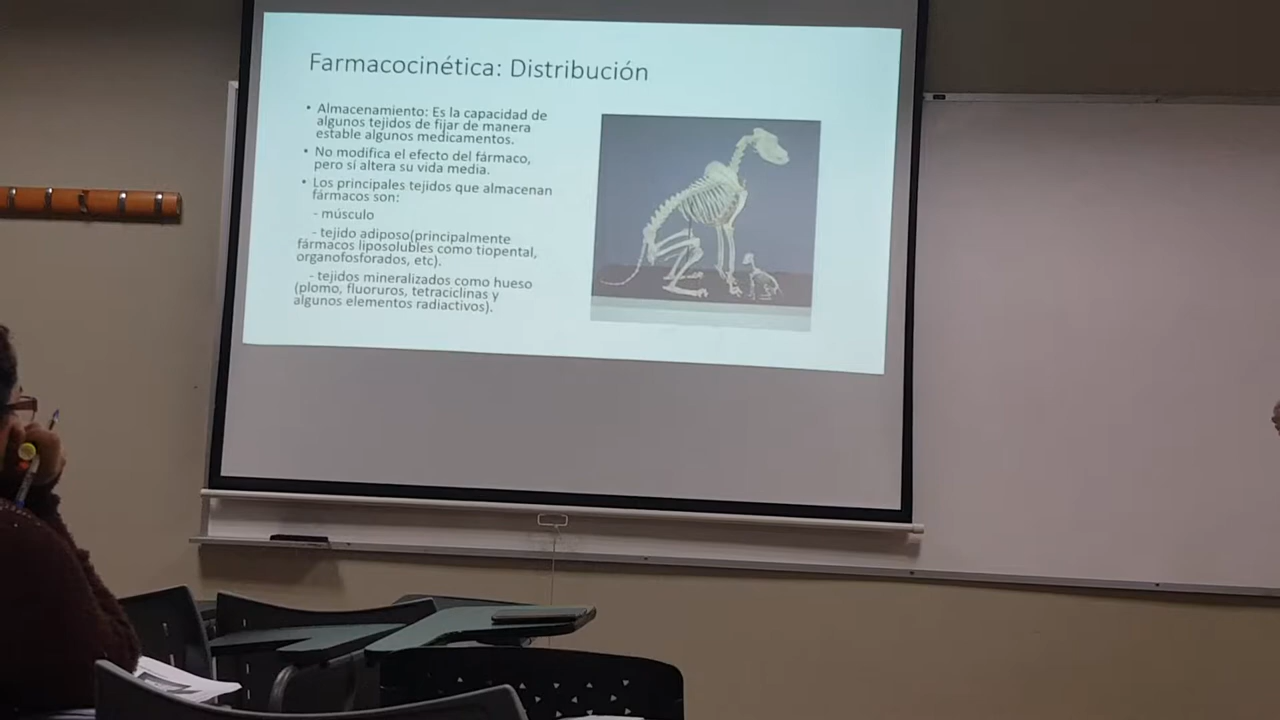 Farmacocinética: Distribución
• Almacenamiento: Es la capacidad de
algunos tejidos de fijar de manera
estable algunos medicamentos.
• No modifica el efecto del fármaco,
pero sí altera su vida media.
• Los principales tejidos que almacenan
fármacos son:
- músculo
- tejido adiposo(principalmente
fármacos liposolubles como tiopental,
organofosforados, etc).
- tejidos mineralizados como hueso
(plomo, fluoruros, tetraciclinas y
algunos elementos radiactivos).